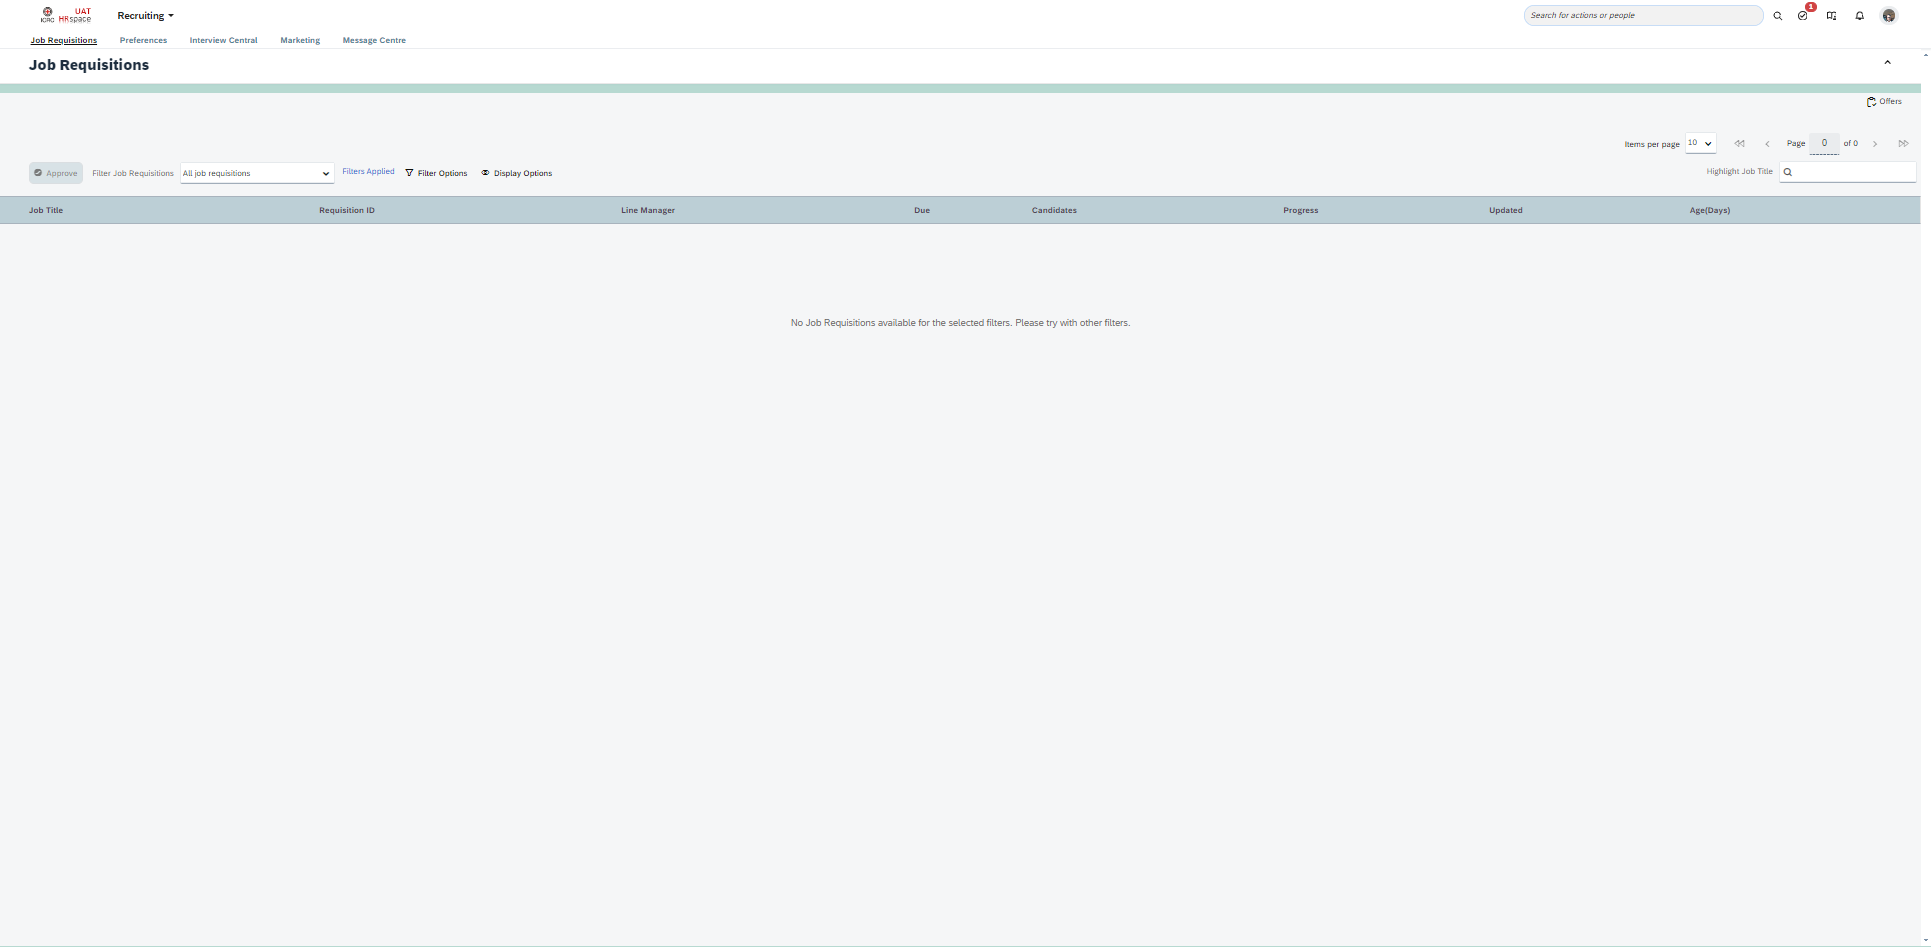 ICRC UAT HRspace Recruiting Search for actions or people 1
Job Requisitions Preferences Interview Central Marketing Message Centre
Job Requisitions
Offers
Items per page 10 Page 0 of 0
Approve Filter Job Requisitions All job requisitions Filters Applied Filter Options Display Options Highlight Job Title
Job Title Requisition ID Line Manager Due Candidates Progress Updated Age(Days)
No Job Requisitions available for the selected filters. Please try with other filters.